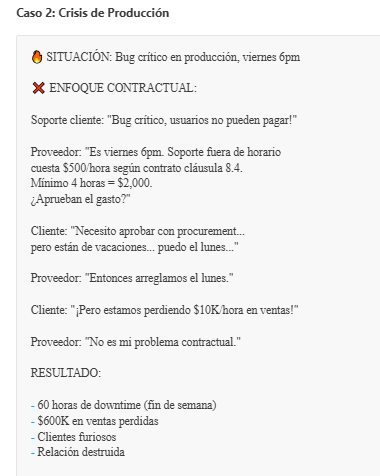 Caso 2: Crisis de Producción
🔥 SITUACIÓN: Bug crítico en producción, viernes 6pm
❌ ENFOQUE CONTRACTUAL:
Soporte cliente: "Bug crítico, usuarios no pueden pagar!"
Proveedor: "Es viernes 6pm. Soporte fuera de horario
cuesta $500/hora según contrato cláusula 8.4.
Mínimo 4 horas = $2,000.
¿Aprueban el gasto?"
Cliente: "Necesito aprobar con procurement...
pero están de vacaciones... puedo el lunes..."
Proveedor: "Entonces arreglamos el lunes."
Cliente: "¡Pero estamos perdiendo $10K/hora en ventas!"
Proveedor: "No es mi problema contractual."
RESULTADO:
- 60 horas de downtime (fin de semana)
- $600K en ventas perdidas
- Clientes furiosos
- Relación destruida